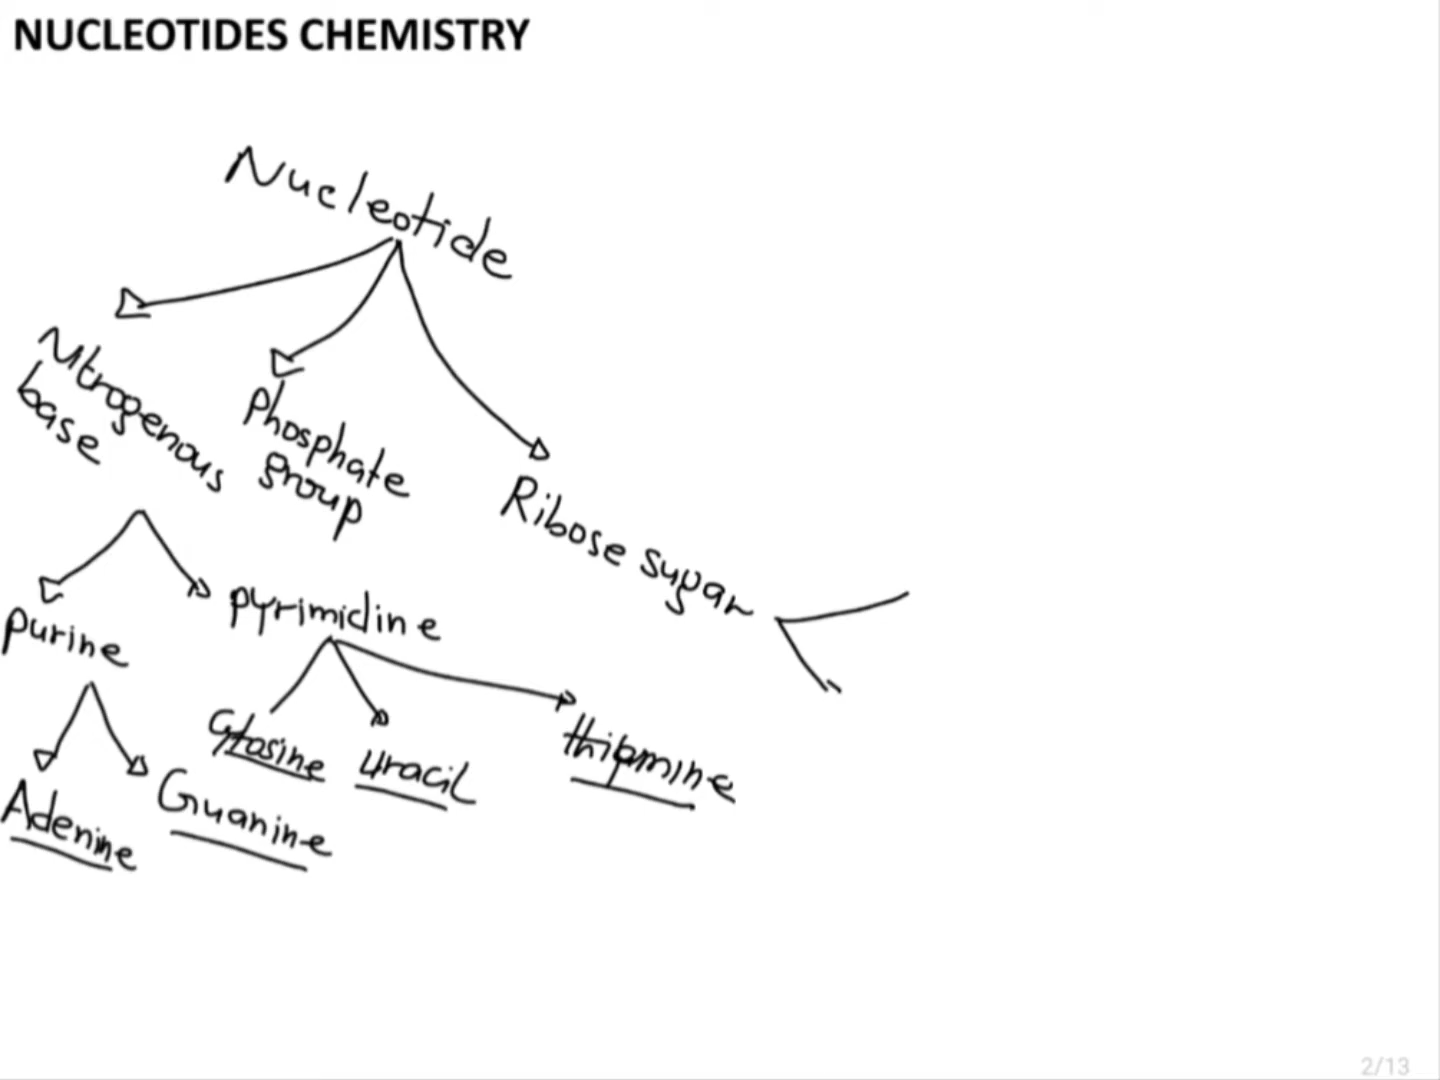 NUCLEOTIDES CHEMISTRY
Nucleotide
Nitrogenous
base
Phosphate
group
Ribose sugar
purine
pyrimidine
Adenine
Guanine
Cytosine
uracil
thiamine
2/13